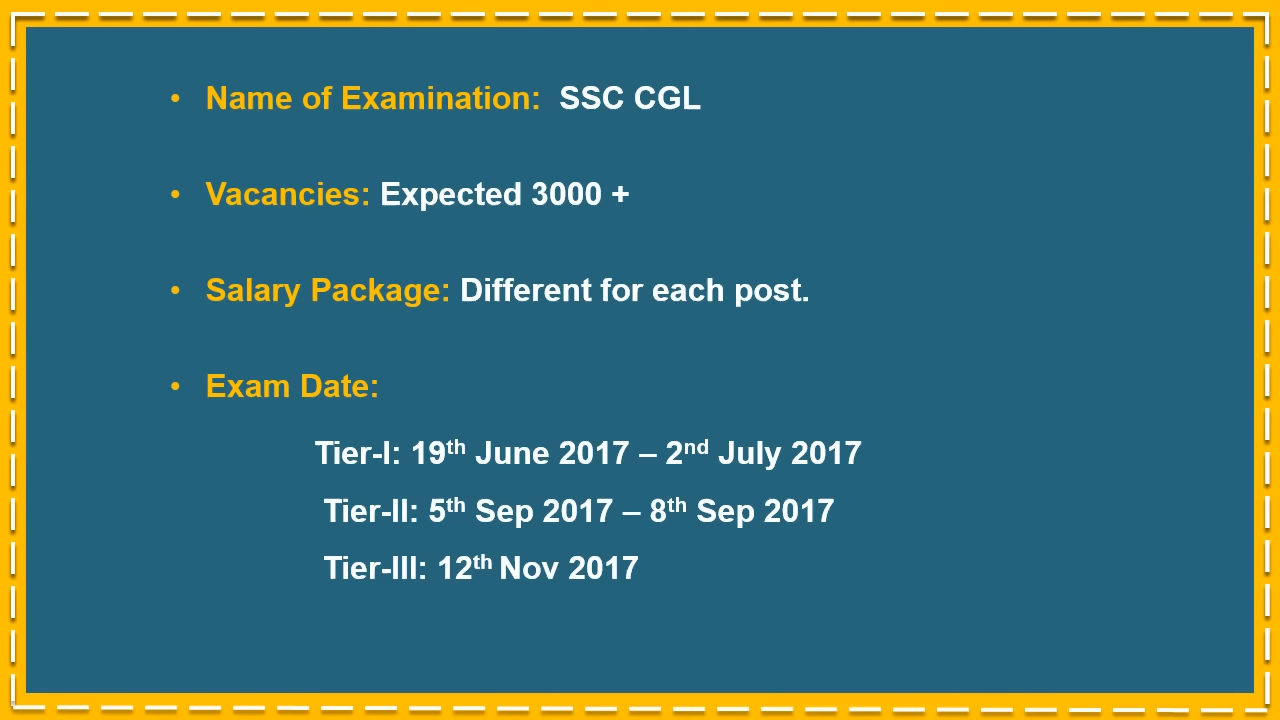 • Name of Examination: SSC CGL
• Vacancies: Expected 3000 +
• Salary Package: Different for each post.
• Exam Date:
Tier-I: 19th June 2017 – 2nd July 2017
Tier-II: 5th Sep 2017 – 8th Sep 2017
Tier-III: 12th Nov 2017